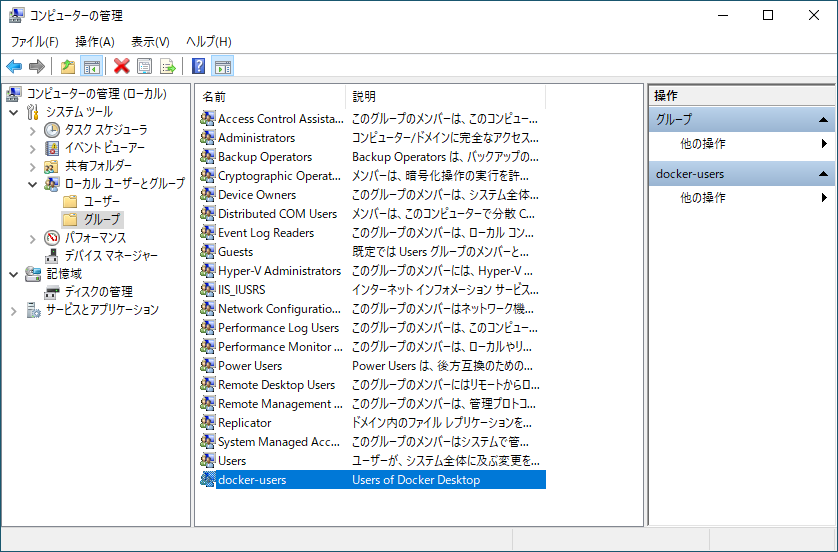 コンピューターの管理
ファイル(F) 操作(A) 表示(V) ヘルプ(H)
コンピューターの管理 (ローカル)
システム ツール
タスク スケジューラ
イベント ビューアー
共有フォルダー
ローカル ユーザーとグループ
ユーザー
グループ
パフォーマンス
デバイス マネージャー
記憶域
ディスクの管理
サービスとアプリケーション
名前 説明
Access Control Assista... このグループのメンバーは、このコンピュー...
Administrators コンピューター/ドメインに完全なアクセス...
Backup Operators Backup Operators は、バックアップの...
Cryptographic Operat... メンバーは、暗号化操作の実行を許...
Device Owners このグループのメンバーは、システム全体...
Distributed COM Users メンバーは、このコンピューターで分散 C...
Event Log Readers このグループのメンバーは、ローカル コン...
Guests 既定では Users グループのメンバーと...
Hyper-V Administrators このグループのメンバーには、Hyper-V ...
IIS_IUSRS インターネット インフォメーション サービス...
Network Configuratio... このグループのメンバーはネットワーク機...
Performance Log Users このグループのメンバーは、このコンピュー...
Performance Monitor ... このグループのメンバーは、ローカルやリ...
Power Users Power Users は、後方互換のための...
Remote Desktop Users このグループのメンバーにはリモートからロ...
Remote Management ... このグループのメンバーは、管理プロトコ...
Replicator ドメイン内のファイル レプリケーションを...
System Managed Acc... このグループのメンバーはシステムで管...
Users ユーザーが、システム全体に及ぶ変更を...
docker-users Users of Docker Desktop
操作
グループ
他の操作
docker-users
他の操作